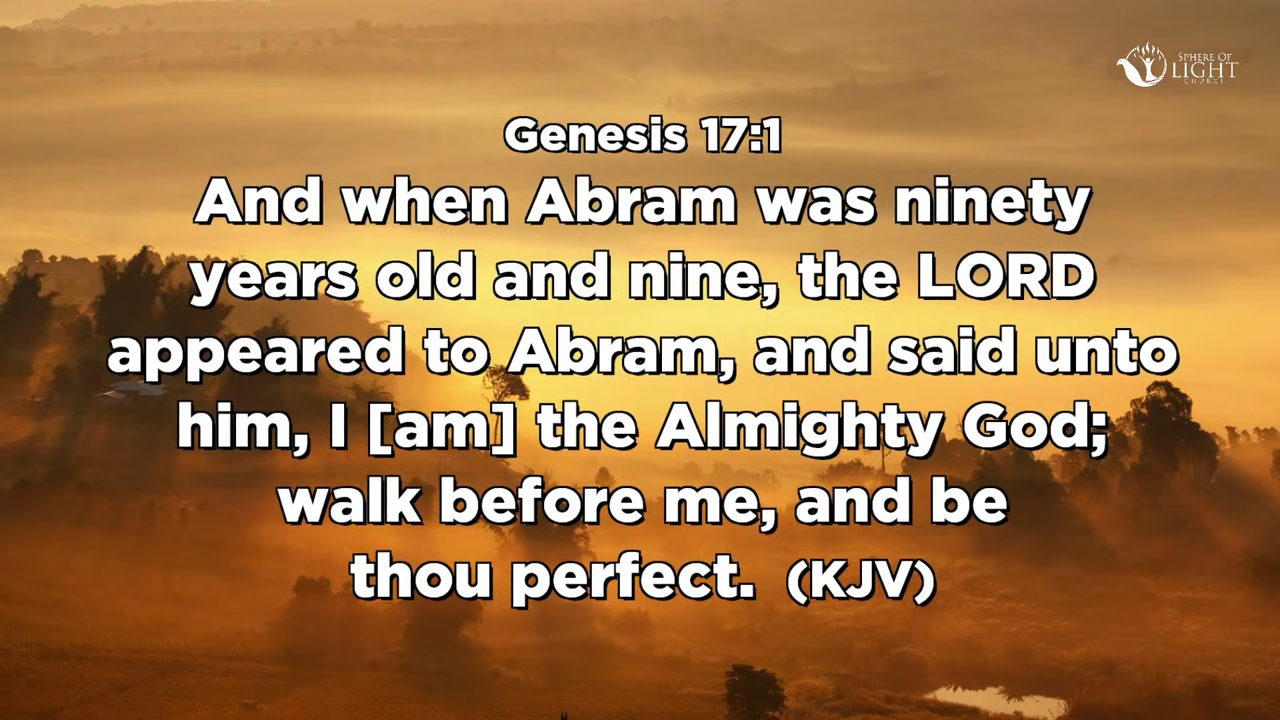 SPHERE OF
LIGHT
CHURCH
Genesis 17:1
And when Abram was ninety
years old and nine, the LORD
appeared to Abram, and said unto
him, I [am] the Almighty God;
walk before me, and be
thou perfect. (KJV)